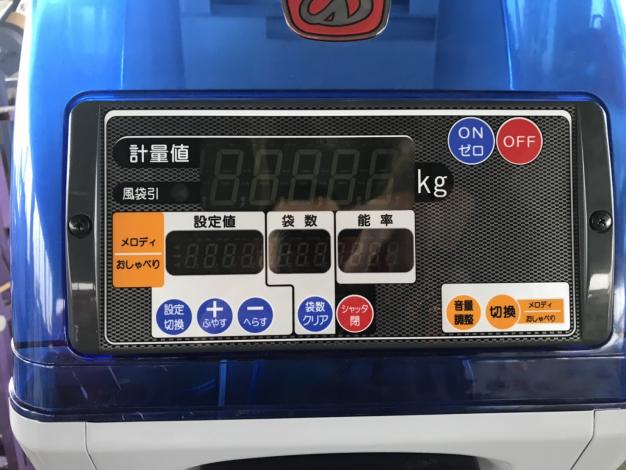 ON
ゼロ
OFF
計量値
kg
風袋引
設定値
袋数
能率
メロディ
おしゃべり
設定
切換
＋
ふやす
－
へらす
袋数
クリア
シャッタ
閉
音量
調整
切換
メロディ
おしゃべり